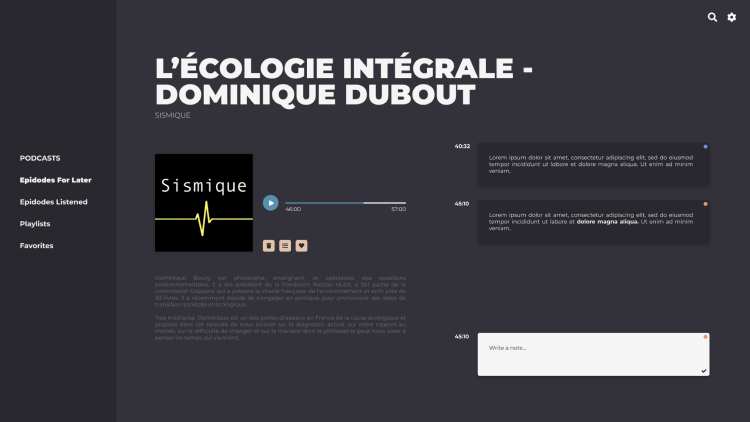 L'ÉCOLOGIE INTÉGRALE -
DOMINIQUE DUBOUT
SISMIQUE
PODCASTS
Epidodes For Later
Epibodes Listened
Playlists
Favorites
Sismique
46:00
57:00
Dominique Bourg est philosophe, enseignant, et spécialiste des questions
environnementales. Il a été président de la Fondation Nicolas Hulot, a fait partie de la
commission Coppens qui a préparé la charte française de l'environnement et écrit près de
30 livres. Il a récemment décidé de s'engager en politique pour promouvoir ses idées de
transition sociétale et écologique.
Très médiatisé, Dominique est un des portes drapeaux en France de la cause écologique et
propose dans cet épisode de nous éclairer sur le diagnostic actuel, sur notre rapport au
monde, sur la difficulté de changer et sur la manière dont la philosophie peut nous aider à
penser les temps qui viennent.
40:32
Lorem ipsum dolor sit amet, consectetur adipiscing elit, sed do eiusmod
tempor incididunt ut labore et dolore magna aliqua. Ut enim ad minim
veniam,
45:10
Lorem ipsum dolor sit amet, consectetur adipiscing elit, sed do eiusmod
tempor incididunt ut labore et dolore magna aliqua. Ut enim ad minim
veniam,
45:10
Write a note...